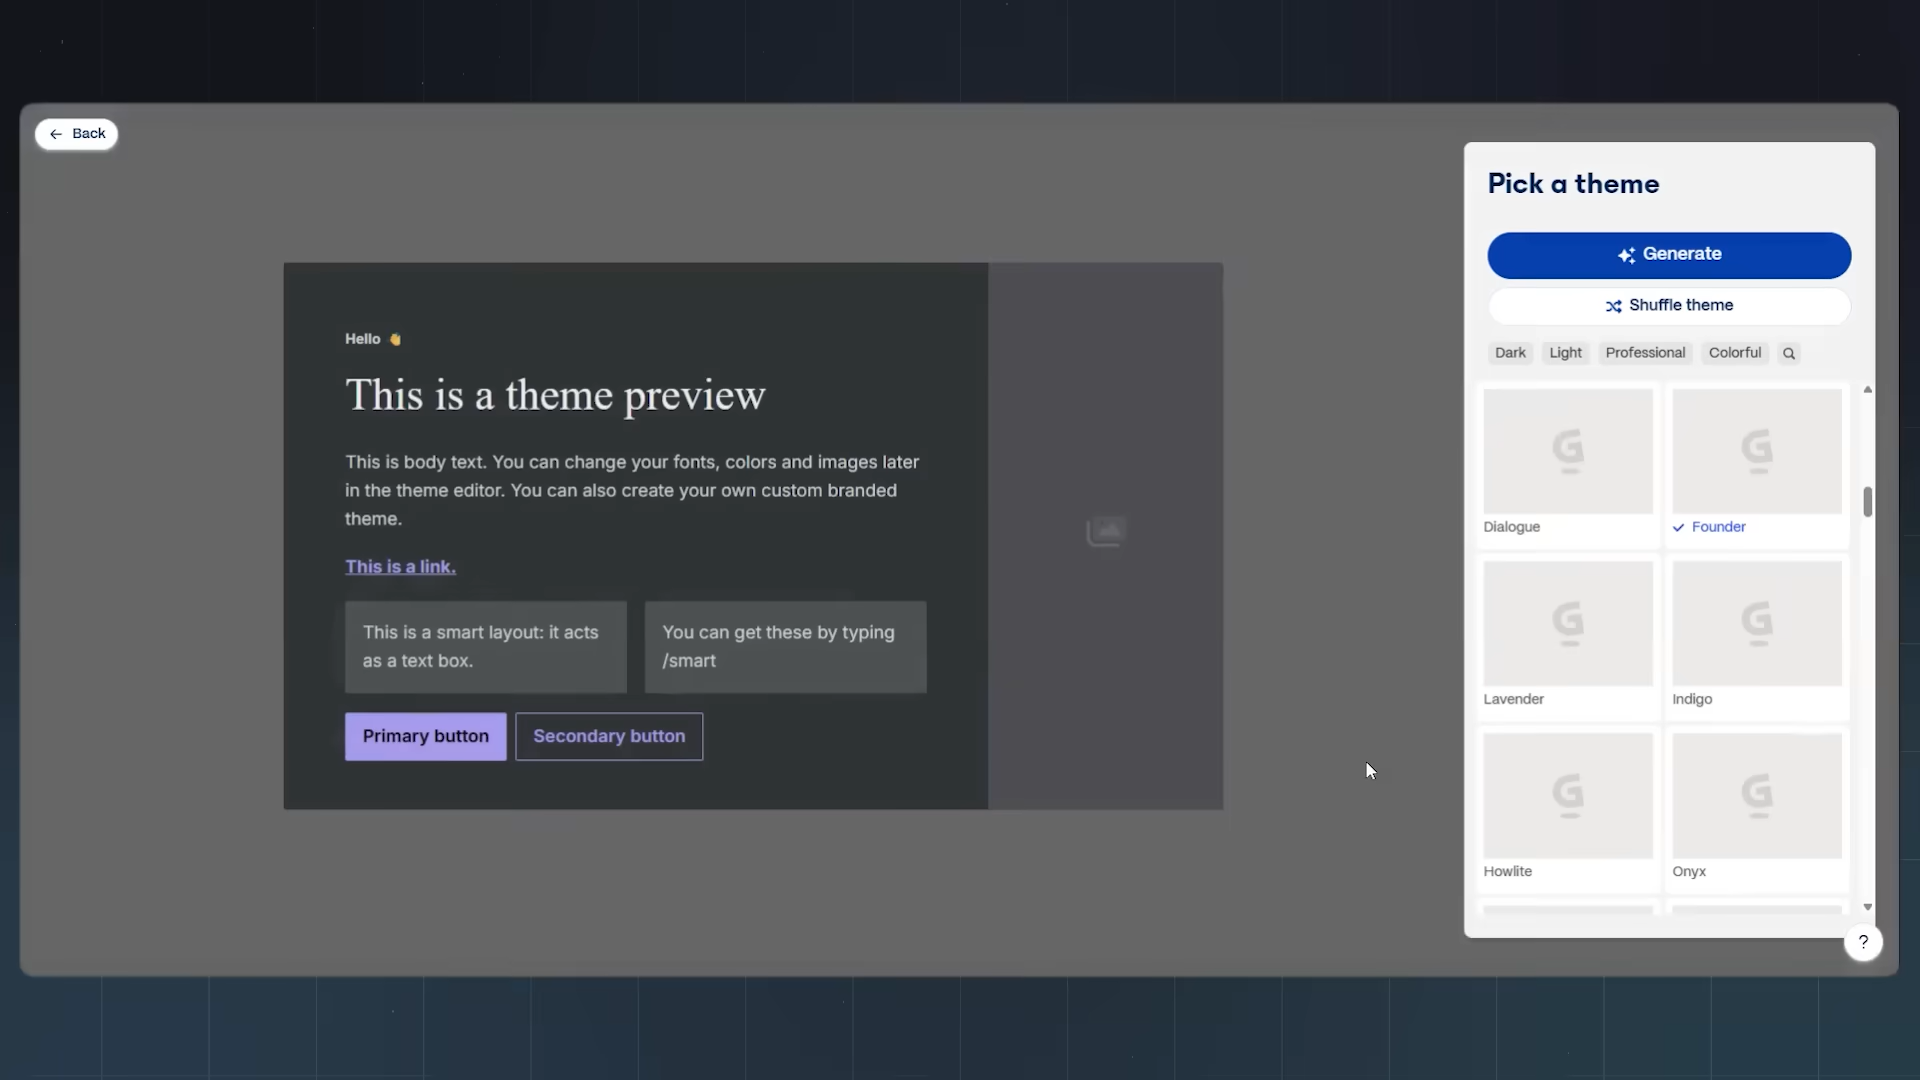 Back
Hello 👋
This is a theme preview
This is body text. You can change your fonts, colors and images later
in the theme editor. You can also create your own custom branded
theme.
This is a link.
This is a smart layout: it acts
as a text box.
You can get these by typing
/smart
Primary button
Secondary button
Pick a theme
Generate
Shuffle theme
Dark
Light
Professional
Colorful
Dialogue
Founder
Lavender
Indigo
Howlite
Onyx
?